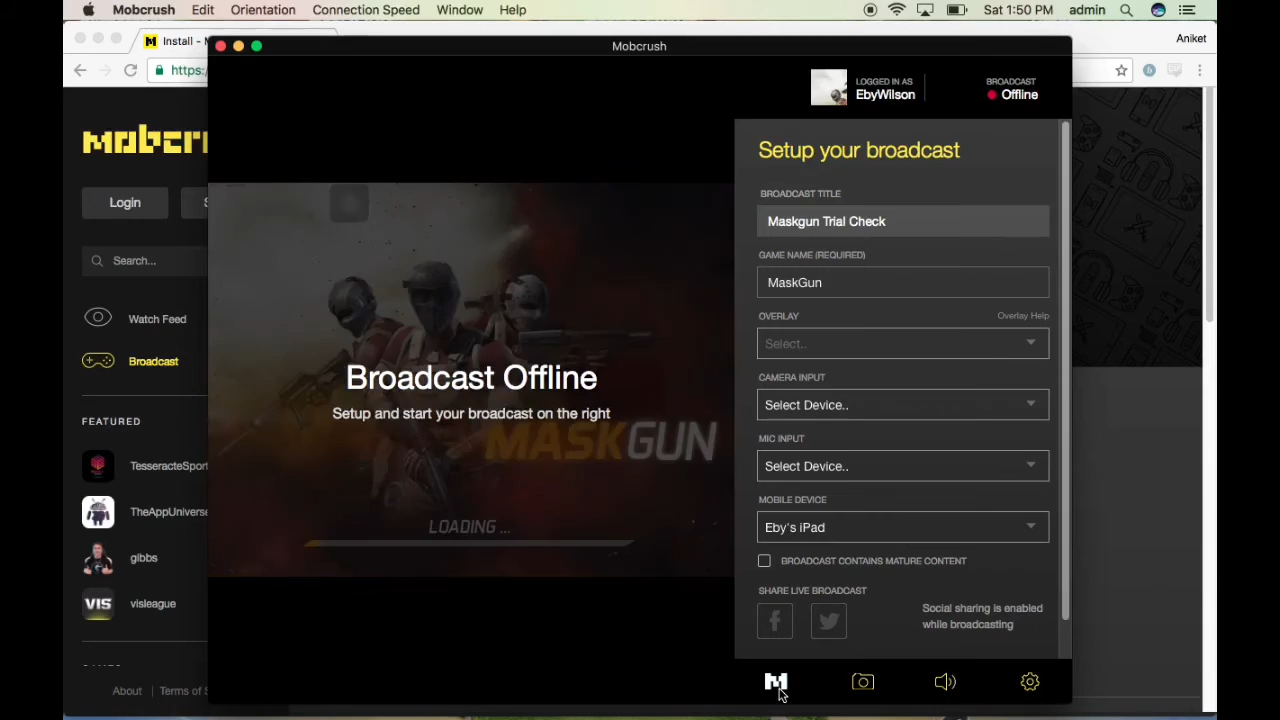 Mobcrush Edit Orientation Connection Speed Window Help Sat 1:50 PM admin
Install - M
Mobcrush
Aniket
https:/
LOGGED IN AS
EbyWilson
BROADCAST
Offline
mobcr
Setup your broadcast
BROADCAST TITLE
Login
S
Maskgun Trial Check
GAME NAME (REQUIRED)
Search...
MaskGun
Watch Feed
OVERLAY
Overlay Help
Select..
Broadcast
Broadcast Offline
CAMERA INPUT
Select Device..
Setup and start your broadcast on the right
FEATURED
MASKGUN
MIC INPUT
TesseracteSport
Select Device..
MOBILE DEVICE
TheAppUniverse
LOADING ...
Eby's iPad
gibbs
BROADCAST CONTAINS MATURE CONTENT
SHARE LIVE BROADCAST
VIS
visleague
Social sharing is enabled
while broadcasting
About
Terms of S